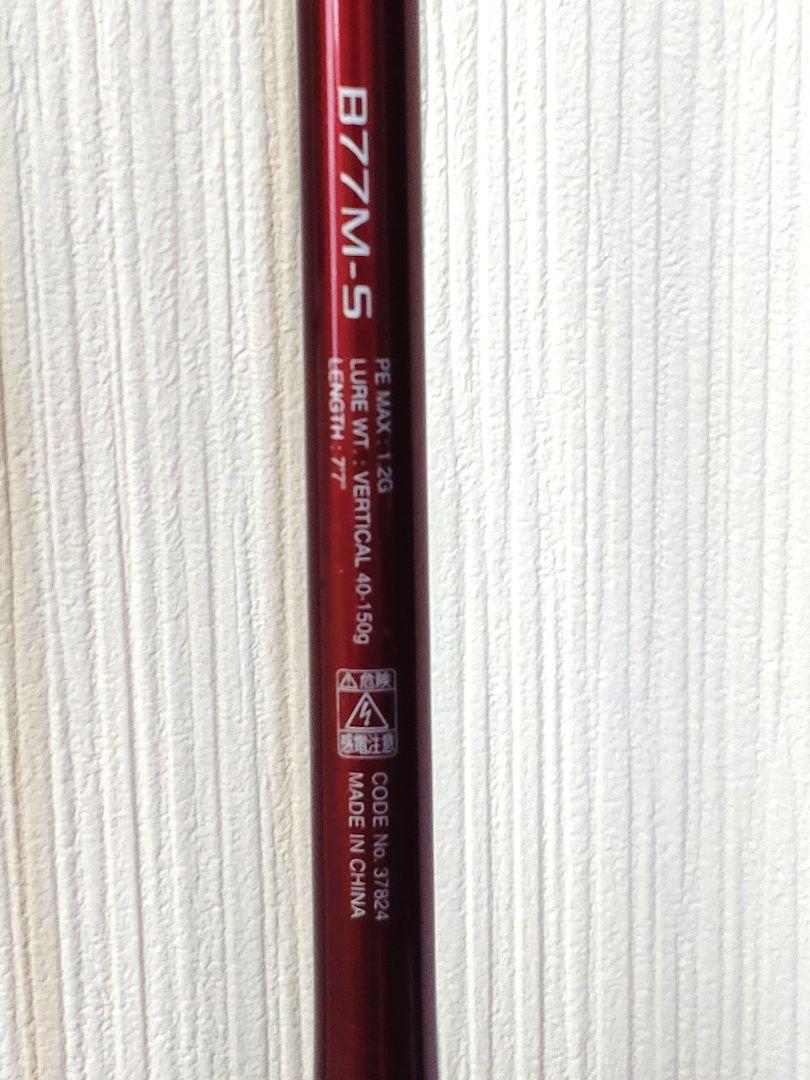 B77M-S
PE MAX : 1.2G
LURE WT. : VERTICAL 40-150g
LENGTH : 7'7"
危険
感電注意
CODE No. 37824
MADE IN CHINA